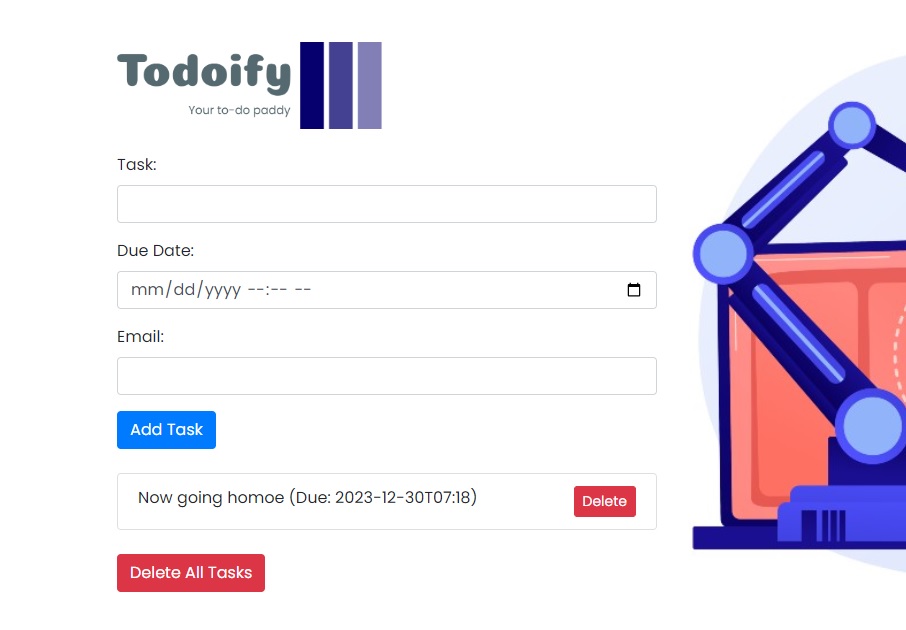 Todoify
Your to-do paddy
Task:
Due Date:
mm/dd/yyyy --:-- --
Email:
Add Task
Now going homoe (Due: 2023-12-30T07:18)
Delete
Delete All Tasks